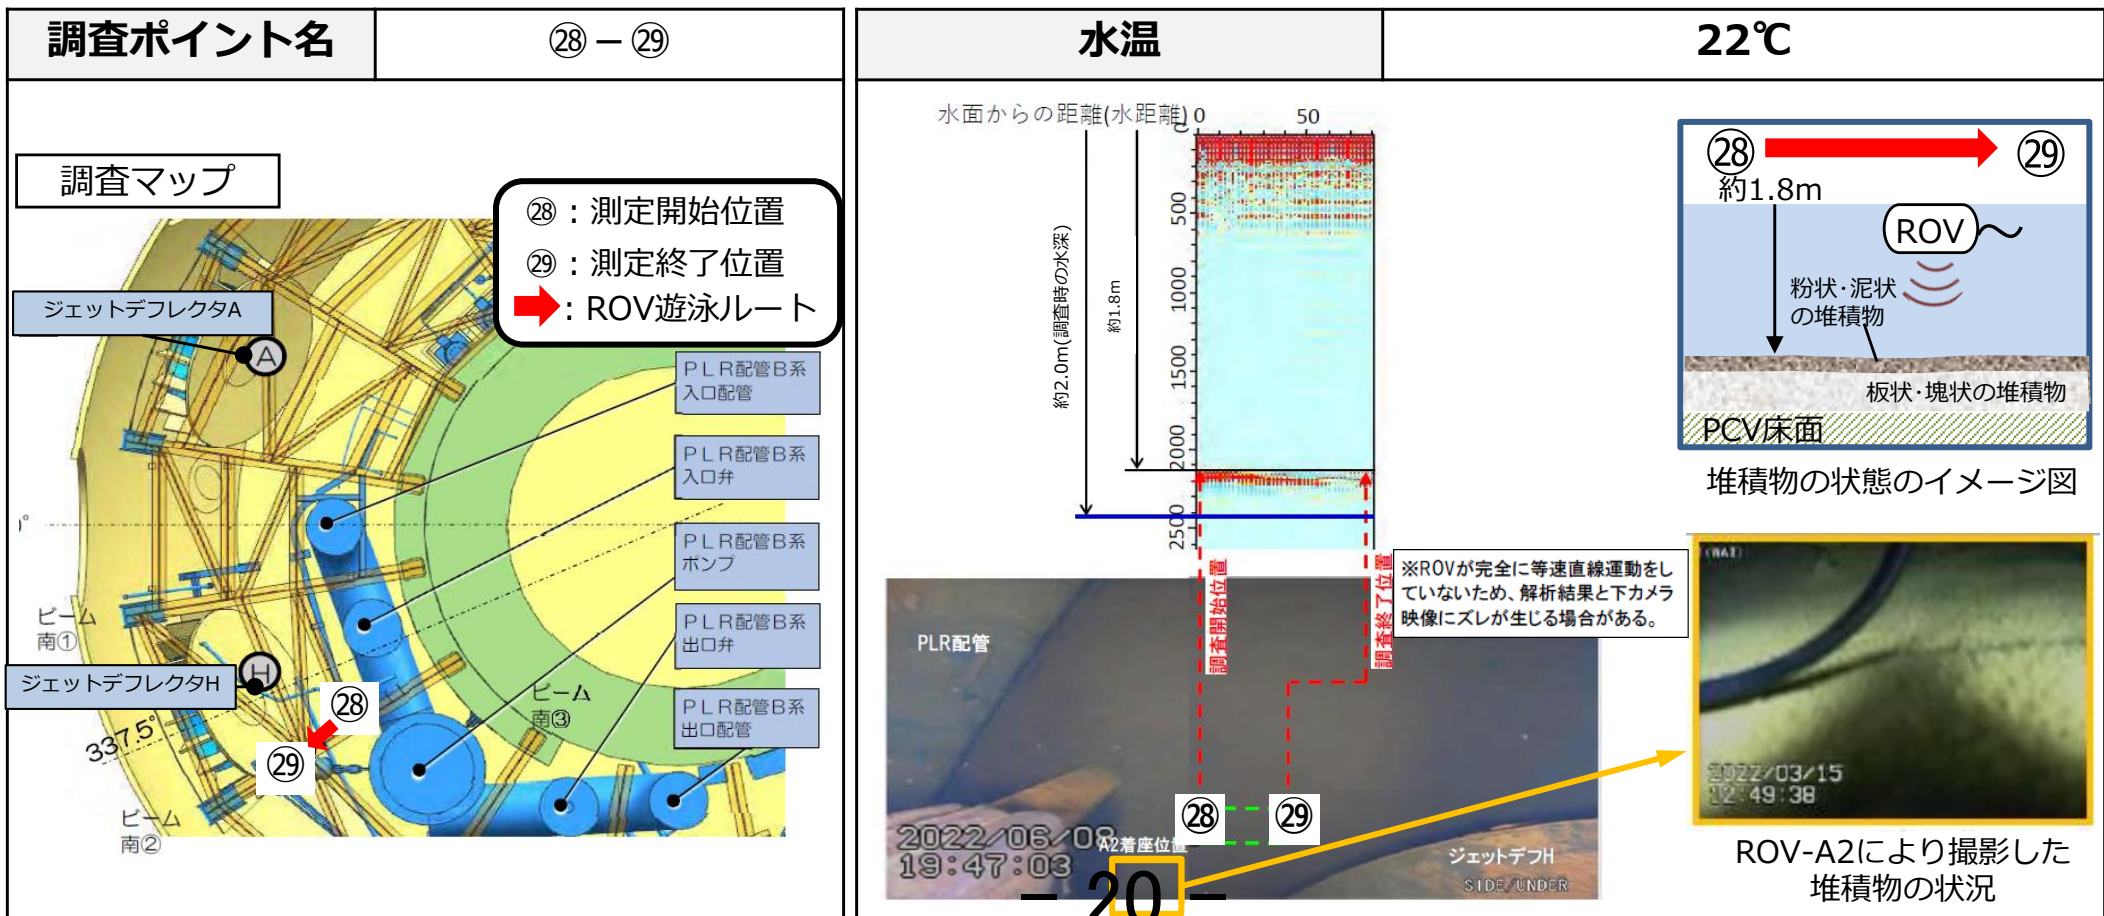 調査ポイント名
㉘－㉙
調査マップ
㉘：測定開始位置
㉙：測定終了位置
：ROV遊泳ルート
ジェットデフレクタA
A
ＰＬＲ配管Ｂ系
入口配管
ＰＬＲ配管Ｂ系
入口弁
ＰＬＲ配管Ｂ系
ポンプ
ＰＬＲ配管Ｂ系
出口弁
ＰＬＲ配管Ｂ系
出口配管
ビーム
南①
H
ジェットデフレクタH
㉘
㉙
337.5°
ビーム
南②
ビーム
南③
水温
22℃
水面からの距離(水距離)
0
50
0
500
1000
1500
2000
2500
約2.0m(調査時の水深)
約1.8m
調査開始位置
調査終了位置
※ROVが完全に等速直線運動をし
ていないため、解析結果と下カメラ
映像にズレが生じる場合がある。
PLR配管
㉘
㉙
2022/06/08
19:47:03
A2着座位置
ジェットデフH
SIDE/UNDER
㉘
㉙
約1.8m
ROV
粉状･泥状
の堆積物
板状･塊状の堆積物
PCV床面
堆積物の状態のイメージ図
2022/03/15
12:49:38
ROV-A2により撮影した
堆積物の状況
－ 20 －